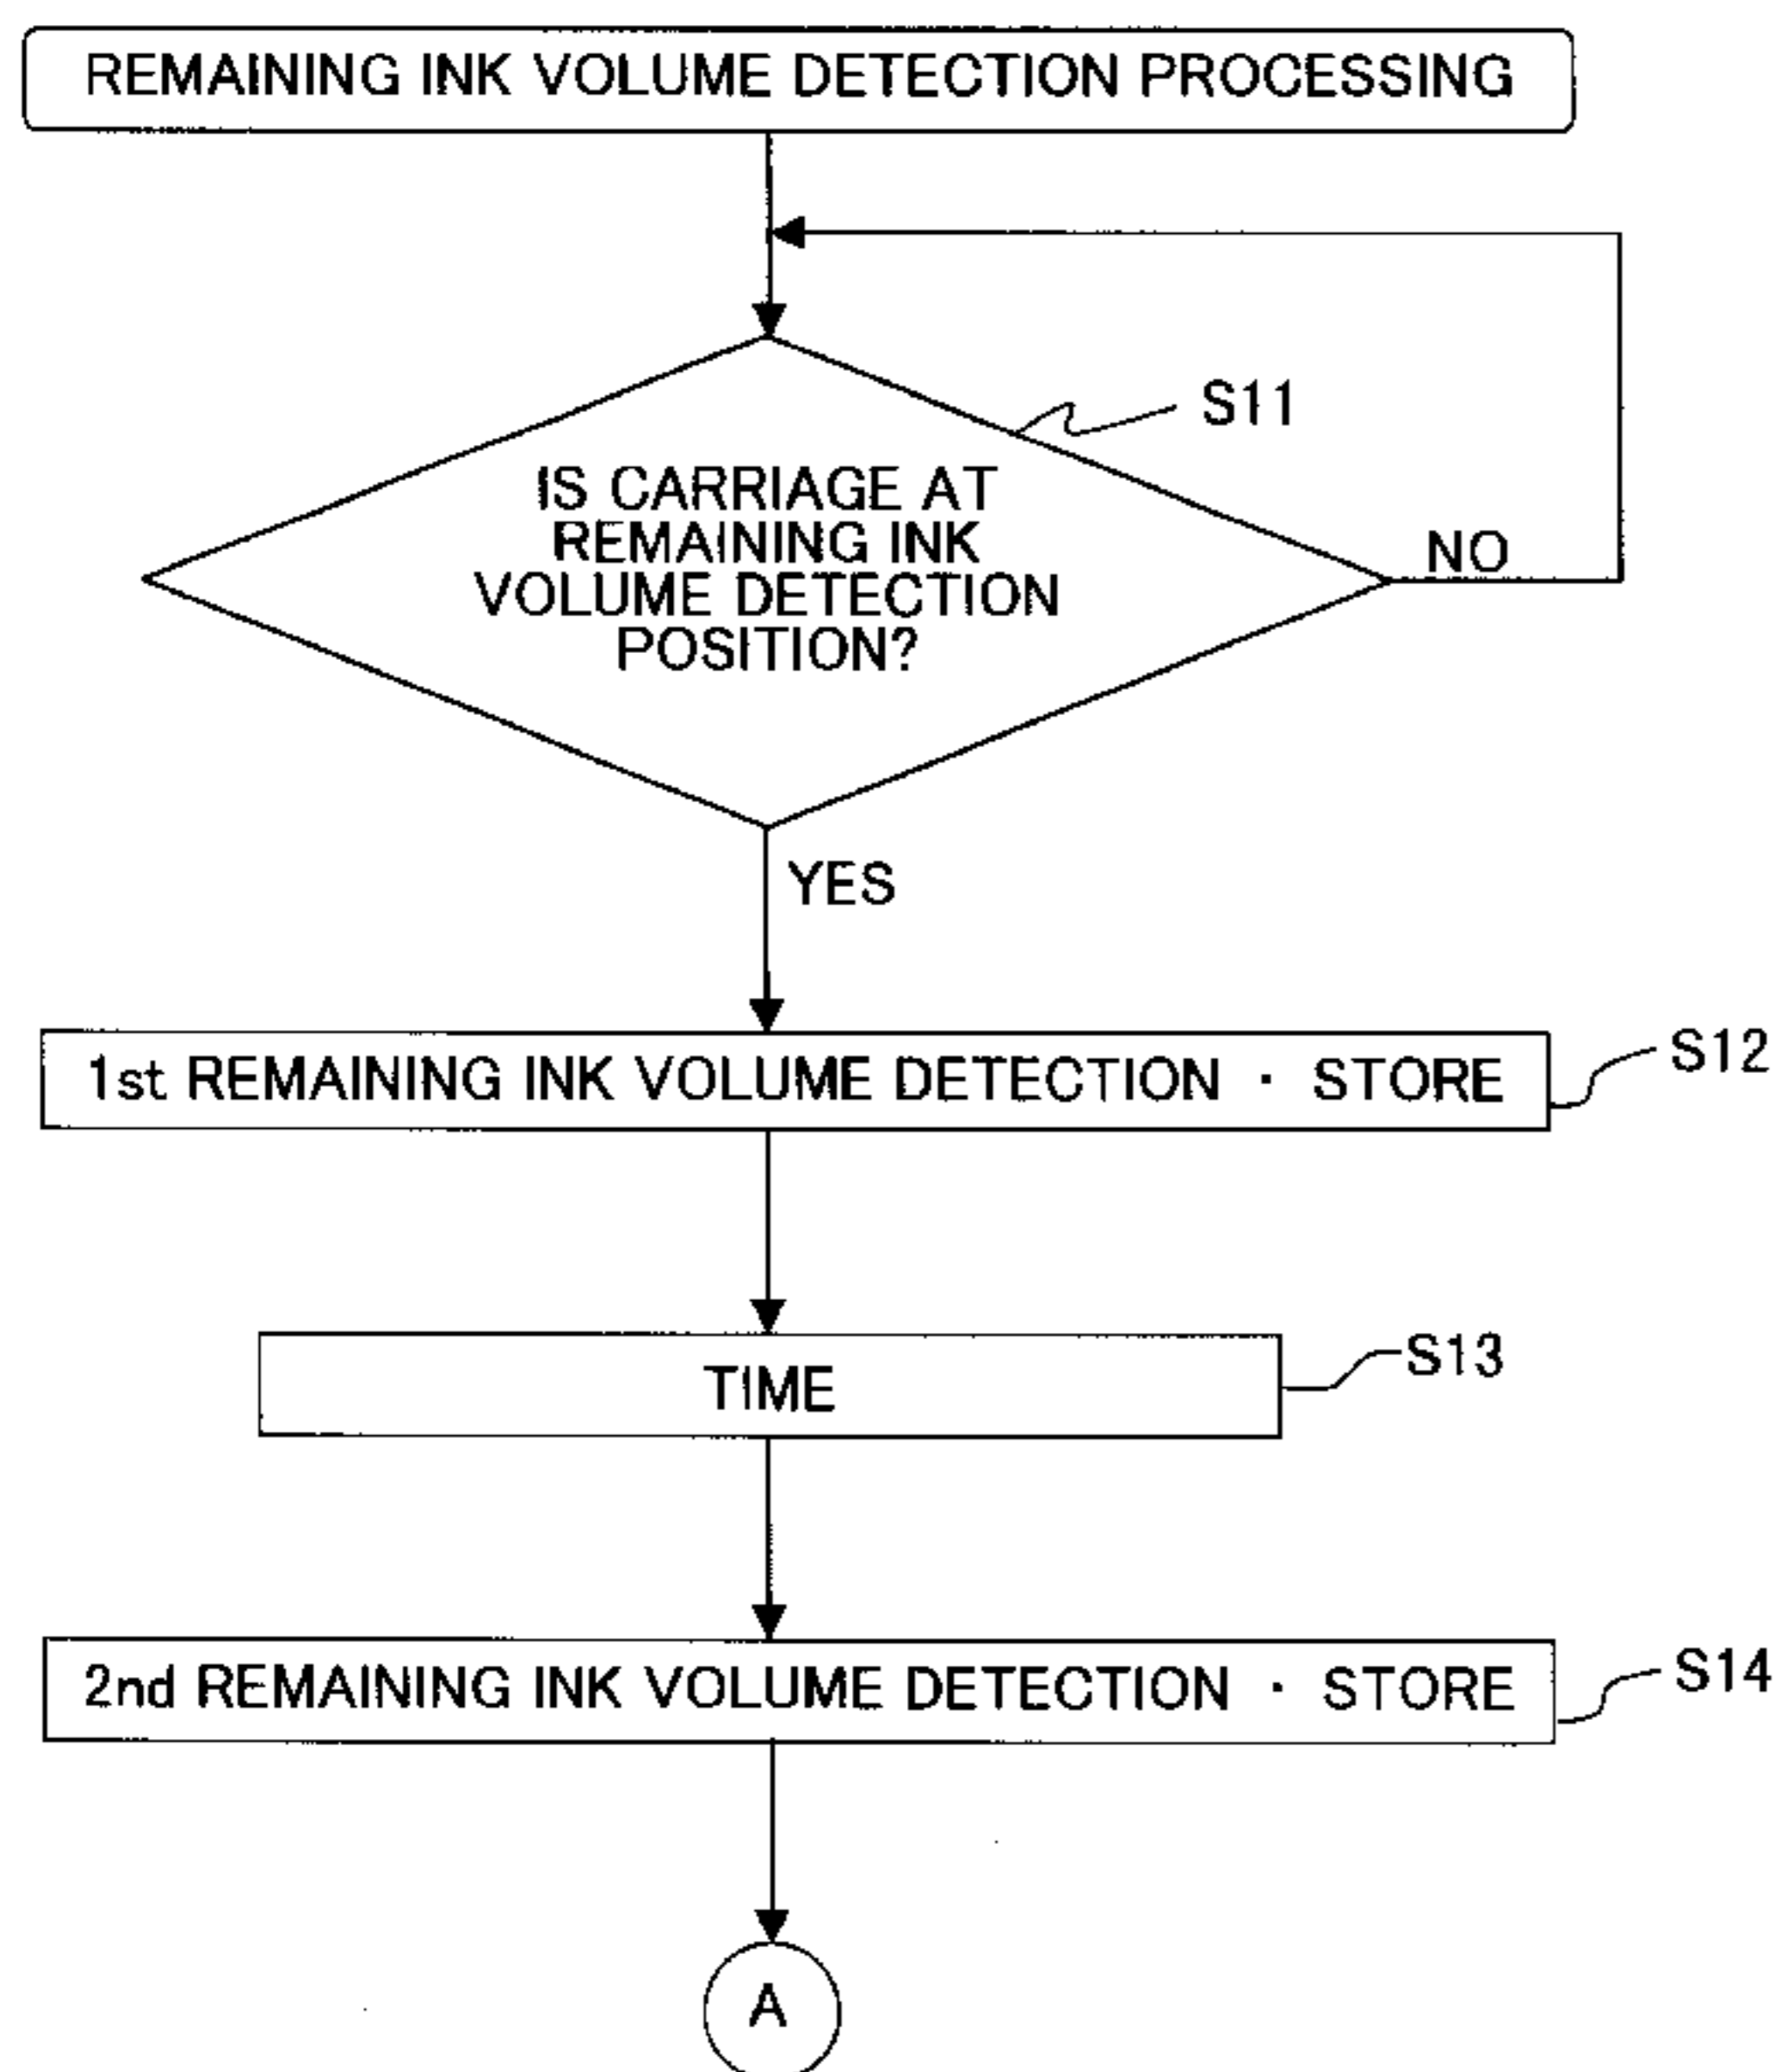 REMAINING INK VOLUME DETECTION PROCESSING
S11
IS CARRIAGE AT
REMAINING INK
VOLUME DETECTION
POSITION?
NO
YES
1st REMAINING INK VOLUME DETECTION · STORE
S12
TIME
S13
2nd REMAINING INK VOLUME DETECTION · STORE
S14
A